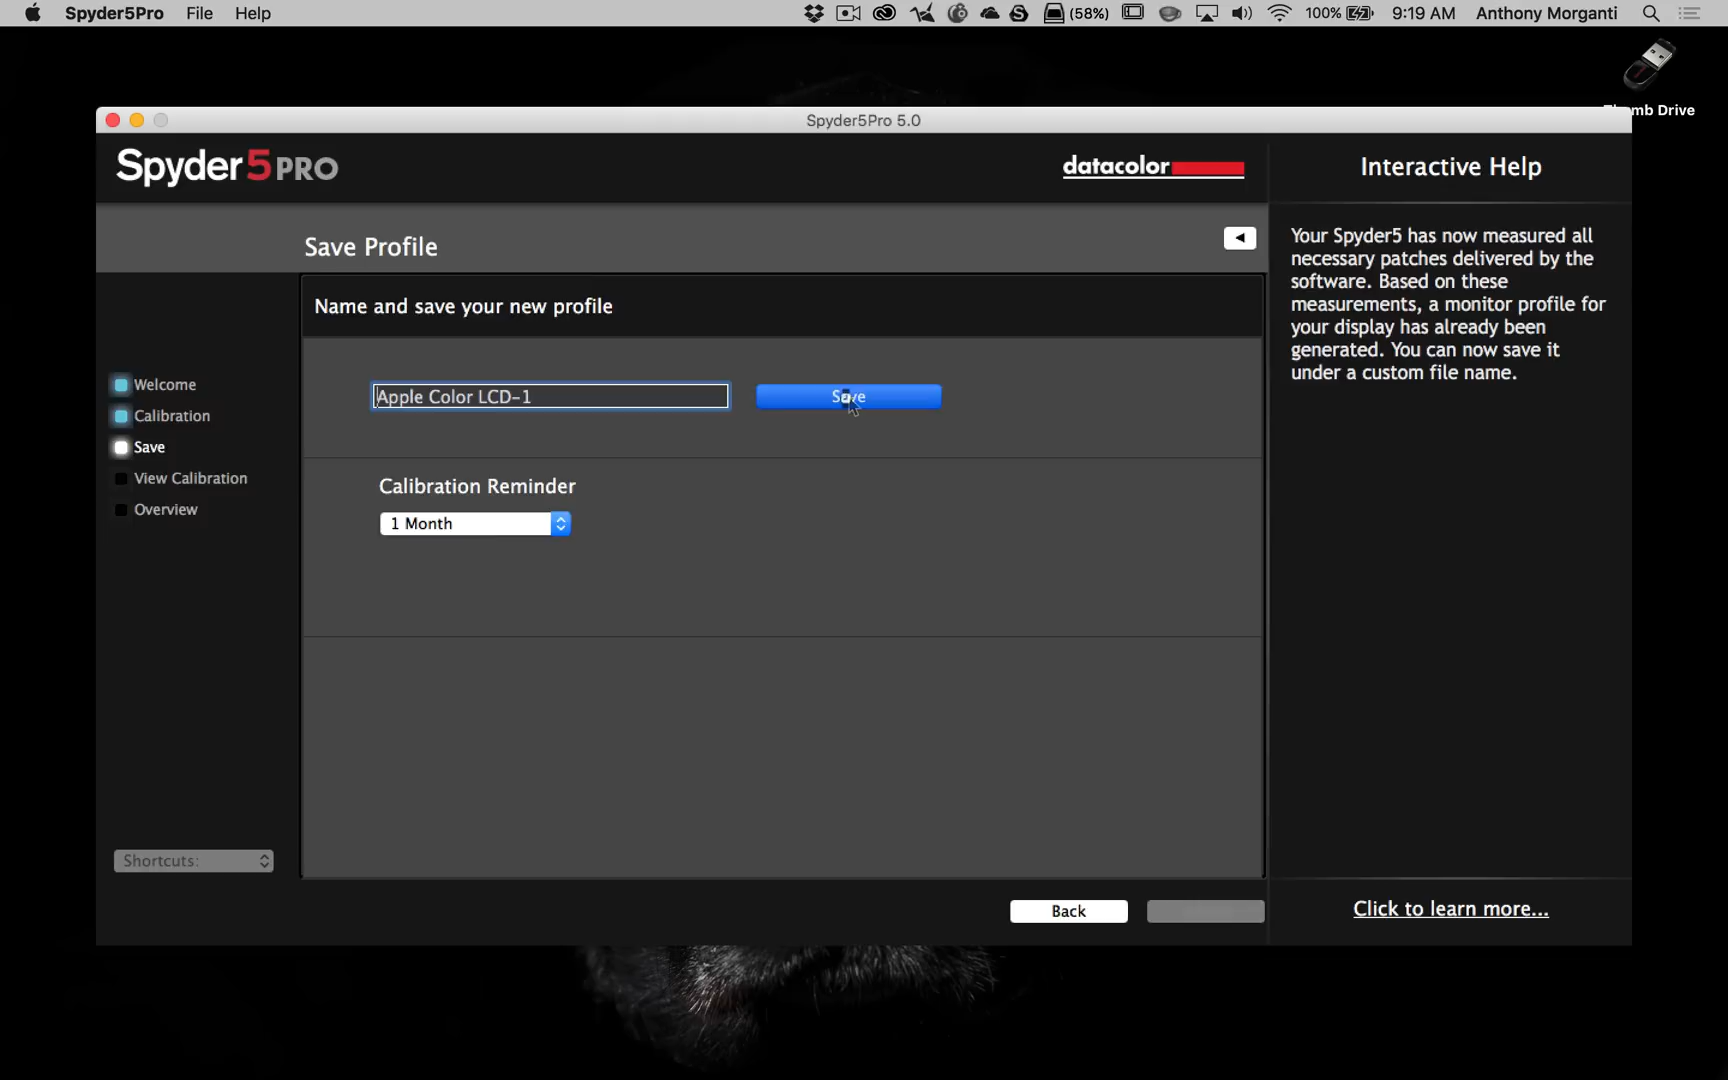 Spyder5Pro File Help (58%) 100% 9:19 AM Anthony Morganti
mb Drive
Spyder5Pro 5.0
Spyder5PRO
datacolor
Interactive Help
Save Profile
Your Spyder5 has now measured all
necessary patches delivered by the
software. Based on these
measurements, a monitor profile for
your display has already been
generated. You can now save it
under a custom file name.
Name and save your new profile
Welcome
Calibration
Save
View Calibration
Overview
Apple Color LCD-1
Save
Calibration Reminder
1 Month
Shortcuts:
Back
Click to learn more...